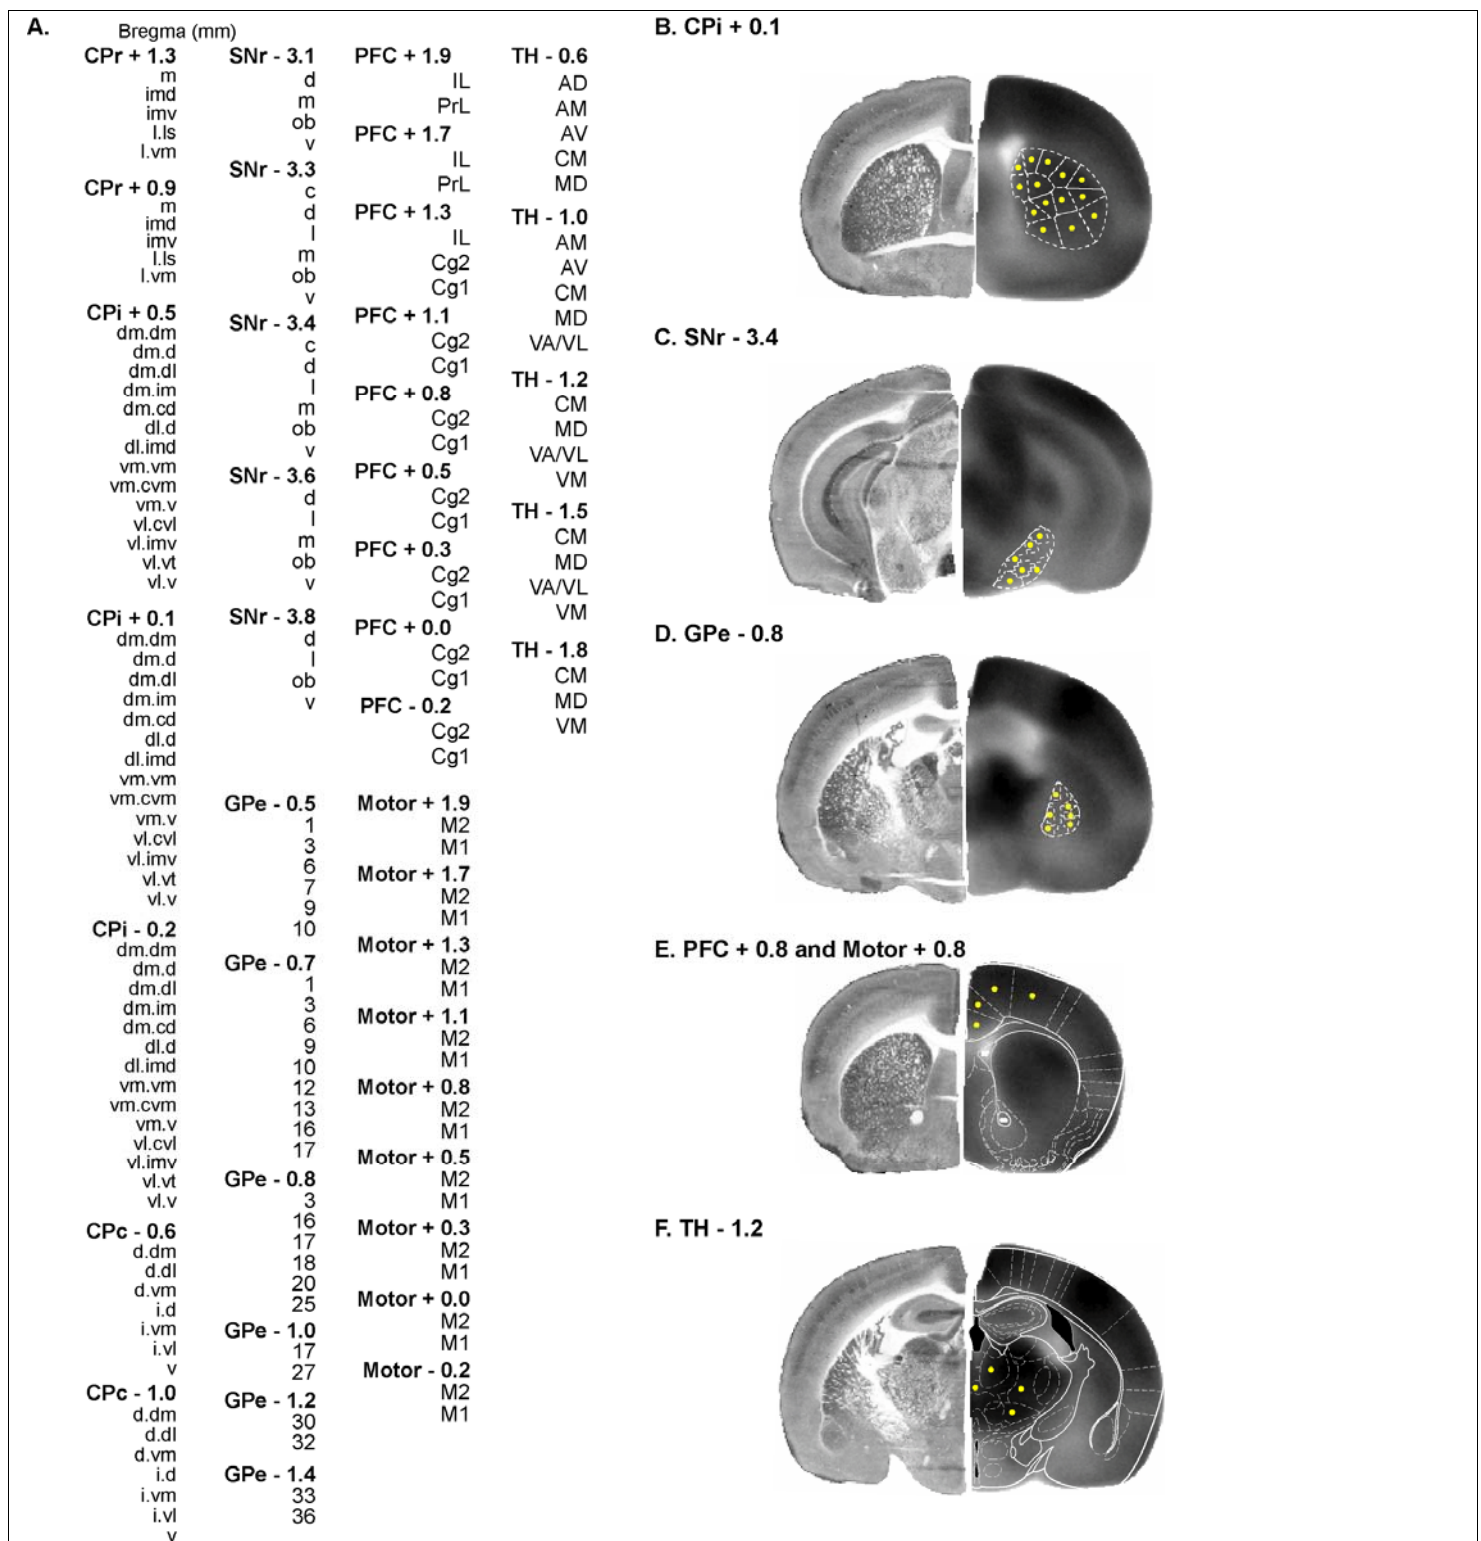 A.
Bregma (mm)
CPr + 1.3
m
imd
imv
l.ls
l.vm
CPr + 0.9
m
imd
imv
l.ls
l.vm
CPi + 0.5
dm.dm
dm.d
dm.dl
dm.im
dm.cd
dl.d
dl.imd
vm.vm
vm.cvm
vm.v
vl.cvl
vl.imv
vl.vt
vl.v
CPi + 0.1
dm.dm
dm.d
dm.dl
dm.im
dm.cd
dl.d
dl.imd
vm.vm
vm.cvm
vm.v
vl.cvl
vl.imv
vl.vt
vl.v
CPi - 0.2
dm.dm
dm.d
dm.dl
dm.im
dm.cd
dl.d
dl.imd
vm.vm
vm.cvm
vm.v
vl.cvl
vl.imv
vl.vt
vl.v
CPc - 0.6
d.dm
d.dl
d.vm
i.d
i.vm
i.vl
v
CPc - 1.0
d.dm
d.dl
d.vm
i.d
i.vm
i.vl
v
SNr - 3.1
d
m
ob
v
SNr - 3.3
c
d
l
m
ob
v
SNr - 3.4
c
d
l
m
ob
v
SNr - 3.6
d
l
m
ob
v
SNr - 3.8
d
l
ob
v
GPe - 0.5
1
3
6
7
9
10
GPe - 0.7
1
3
6
9
10
12
13
16
17
GPe - 0.8
3
16
17
18
20
25
GPe - 1.0
17
27
GPe - 1.2
30
32
GPe - 1.4
33
36
PFC + 1.9
IL
PrL
PFC + 1.7
IL
PrL
PFC + 1.3
IL
Cg2
Cg1
PFC + 1.1
Cg2
Cg1
PFC + 0.8
Cg2
Cg1
PFC + 0.5
Cg2
Cg1
PFC + 0.3
Cg2
Cg1
PFC + 0.0
Cg2
Cg1
PFC - 0.2
Cg2
Cg1
Motor + 1.9
M2
M1
Motor + 1.7
M2
M1
Motor + 1.3
M2
M1
Motor + 1.1
M2
M1
Motor + 0.8
M2
M1
Motor + 0.5
M2
M1
Motor + 0.3
M2
M1
Motor + 0.0
M2
M1
Motor - 0.2
M2
M1
TH - 0.6
AD
AM
AV
CM
MD
TH - 1.0
AM
AV
CM
MD
VA/VL
TH - 1.2
CM
MD
VA/VL
VM
TH - 1.5
CM
MD
VA/VL
VM
TH - 1.8
CM
MD
VM
B. CPi + 0.1
C. SNr - 3.4
D. GPe - 0.8
E. PFC + 0.8 and Motor + 0.8
F. TH - 1.2